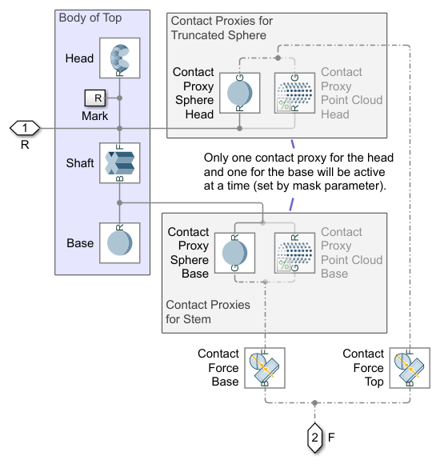 Body of Top
Contact Proxies for
Truncated Sphere
Head
R
R
Mark
1
R
Contact
Proxy
Sphere
Head
G
R
Contact
Proxy
Point Cloud
Head
G
R
%
Only one contact proxy for the head
and one for the base will be active
at a time (set by mask parameter).
Shaft
F
B
Base
R
Contact
Proxy
Sphere
Base
R
G
Contact
Proxy
Point Cloud
Base
R
G
%
Contact Proxies
for Stem
Contact
Force
Base
F
B
Contact
Force
Top
F
B
2
F